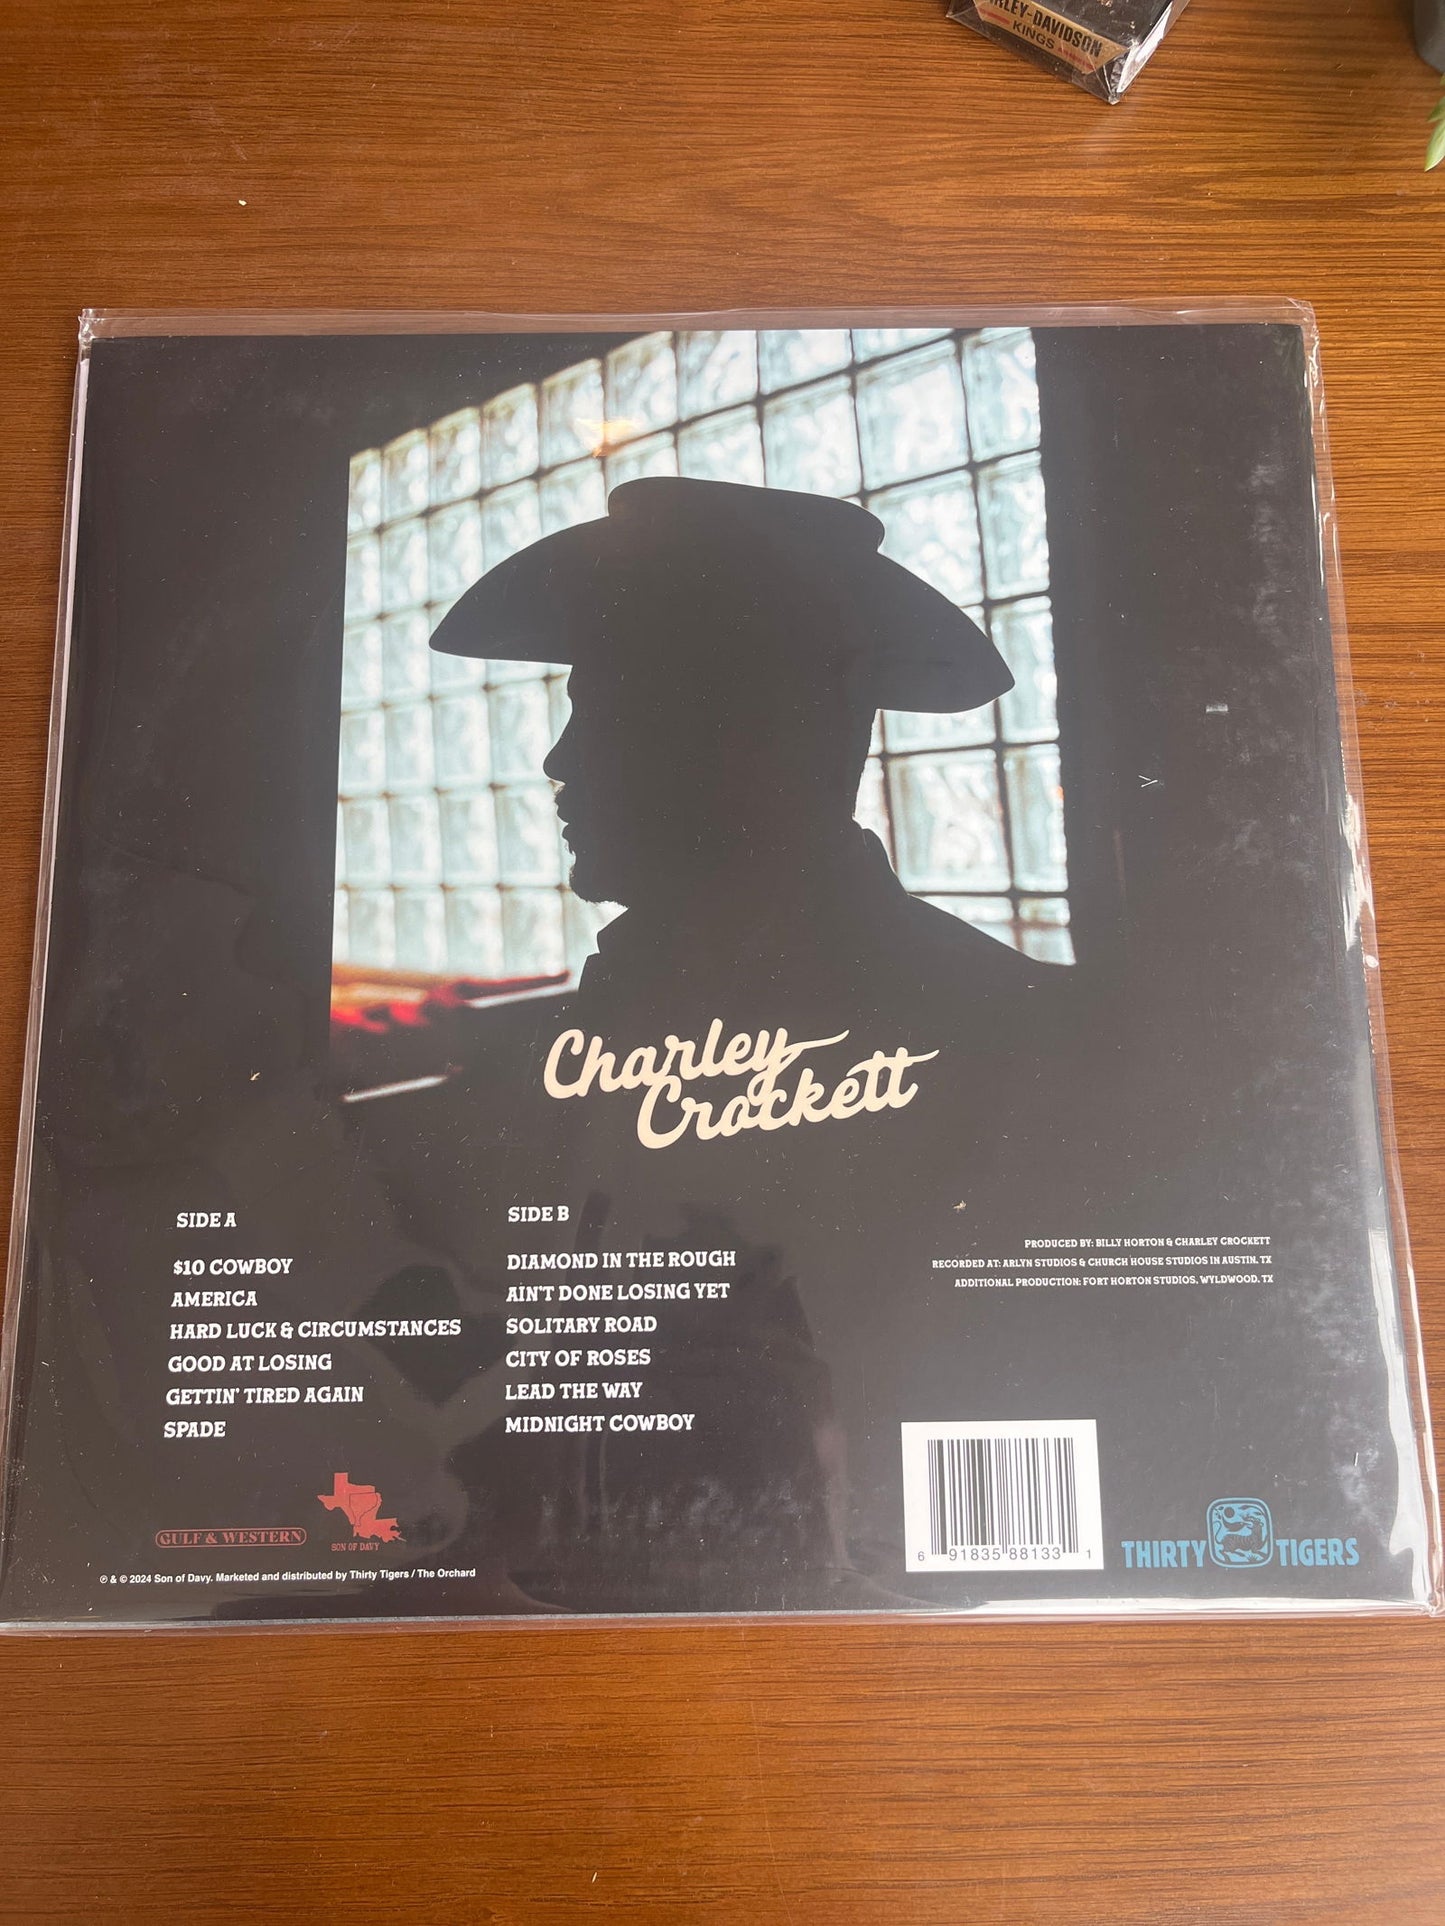 HARLEY-DAVIDSON
KINGS
Charley
Crockett
SIDE A
$10 COWBOY
AMERICA
HARD LUCK & CIRCUMSTANCES
GOOD AT LOSING
GETTIN' TIRED AGAIN
SPADE
SIDE B
DIAMOND IN THE ROUGH
AIN'T DONE LOSING YET
SOLITARY ROAD
CITY OF ROSES
LEAD THE WAY
MIDNIGHT COWBOY
PRODUCED BY: BILLY HORTON & CHARLEY CROCKETT
RECORDED AT: ARLYN STUDIOS & CHURCH HOUSE STUDIOS IN AUSTIN, TX
ADDITIONAL PRODUCTION: FORT HORTON STUDIOS, WYLDWOOD, TX
GULF & WESTERN
SON OF DAVY
6 91835 88133 1
THIRTY TIGERS
℗ & © 2024 Son of Davy. Marketed and distributed by Thirty Tigers / The Orchard